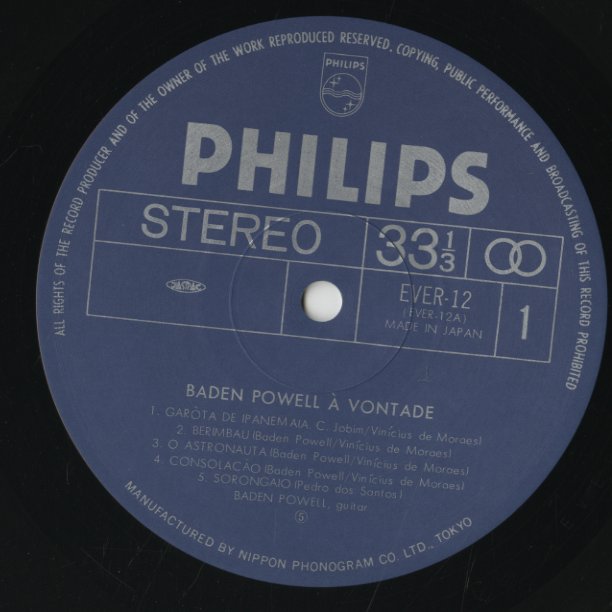 ALL RIGHTS OF THE RECORD PRODUCER AND OF THE OWNER OF THE WORK REPRODUCED RESERVED. COPYING, PUBLIC PERFORMANCE AND BROADCASTING OF THIS RECORD PROHIBITED
PHILIPS
PHILIPS
STEREO
33 1/3
EVER-12
(EVER-12A)
MADE IN JAPAN
1
BADEN POWELL À VONTADE
1. GARÔTA DE IPANEMA(A. C. Jobim/Vinícius de Moraes)
2. BERIMBAU(Baden Powell/Vinícius de Moraes)
3. O ASTRONAUTA(Baden Powell/Vinícius de Moraes)
4. CONSOLACÃO(Baden Powell/Vinícius de Moraes)
5. SORONGAIO(Pedro dos Santos)
BADEN POWELL, guitar
Ⓢ
MANUFACTURED BY NIPPON PHONOGRAM CO. LTD., TOKYO